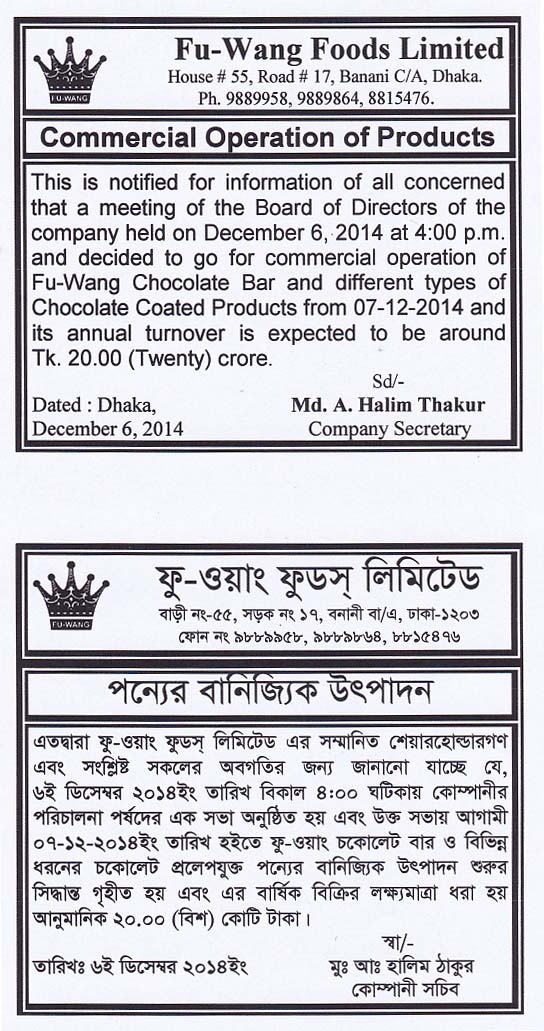 Fu-Wang Foods Limited
House # 55, Road # 17, Banani C/A, Dhaka.
FU-WANG
Ph. 9889958, 9889864, 8815476.
Commercial Operation of Products
This is notified for information of all concerned
that a meeting of the Board of Directors of the
company held on December 6, 2014 at 4:00 p.m.
and decided to go for commercial operation of
Fu-Wang Chocolate Bar and different types of
Chocolate Coated Products from 07-12-2014 and
its annual turnover is expected to be around
Tk. 20.00 (Twenty) crore.
Sd/-
Dated : Dhaka, Md. A. Halim Thakur
December 6, 2014 Company Secretary
ফু-ওয়াং ফুডস্ লিমিটেড
বাড়ী নং-৫৫, সড়ক নং ১৭, বনানী বা/এ, ঢাকা-১২০৩
FU-WANG
ফোন নং ৯৮৮৯৯৫৮, ৯৮৮৯৮৬৪, ৮৮১৫৪৭৬
পন্যের বানিজ্যিক উৎপাদন
এতদ্বারা ফু-ওয়াং ফুডস্ লিমিটেড এর সম্মানিত শেয়ারহোল্ডারগণ
এবং সংশ্লিষ্ট সকলের অবগতির জন্য জানানো যাচ্ছে যে,
৬ই ডিসেম্বর ২০১৪ইং তারিখ বিকাল ৪:০০ ঘটিকায় কোম্পানীর
পরিচালনা পর্ষদের এক সভা অনুষ্ঠিত হয় এবং উক্ত সভায় আগামী
০৭-১২-২০১৪ইং তারিখ হইতে ফু-ওয়াং চকোলেট বার ও বিভিন্ন
ধরনের চকোলেট প্রলেপযুক্ত পন্যের বানিজ্যিক উৎপাদন শুরুর
সিদ্ধান্ত গৃহীত হয় এবং এর বার্ষিক বিক্রির লক্ষ্যমাত্রা ধরা হয়
আনুমানিক ২০.০০ (বিশ) কোটি টাকা।
স্বা/-
তারিখঃ ৬ই ডিসেম্বর ২০১৪ইং মুঃ আঃ হালিম ঠাকুর
কোম্পানী সচিব